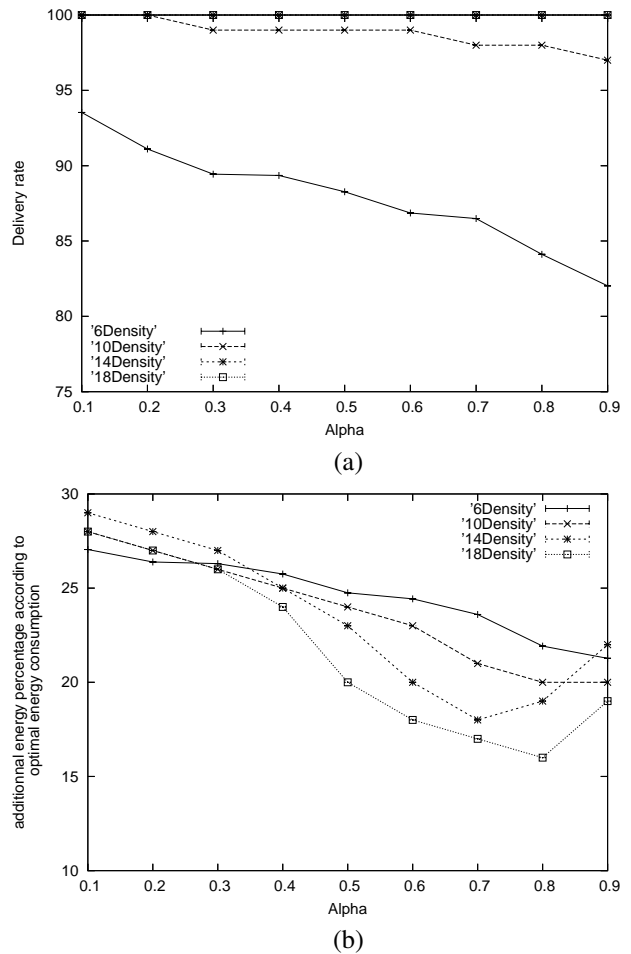 100
95
90
85
80
75
Delivery rate
'6Density'
'10Density'
'14Density'
'18Density'
0.1 0.2 0.3 0.4 0.5 0.6 0.7 0.8 0.9
Alpha
(a)
30
25
20
15
10
additionnal energy percentage according to
optimal energy consumption
'6Density'
'10Density'
'14Density'
'18Density'
0.1 0.2 0.3 0.4 0.5 0.6 0.7 0.8 0.9
Alpha
(b)